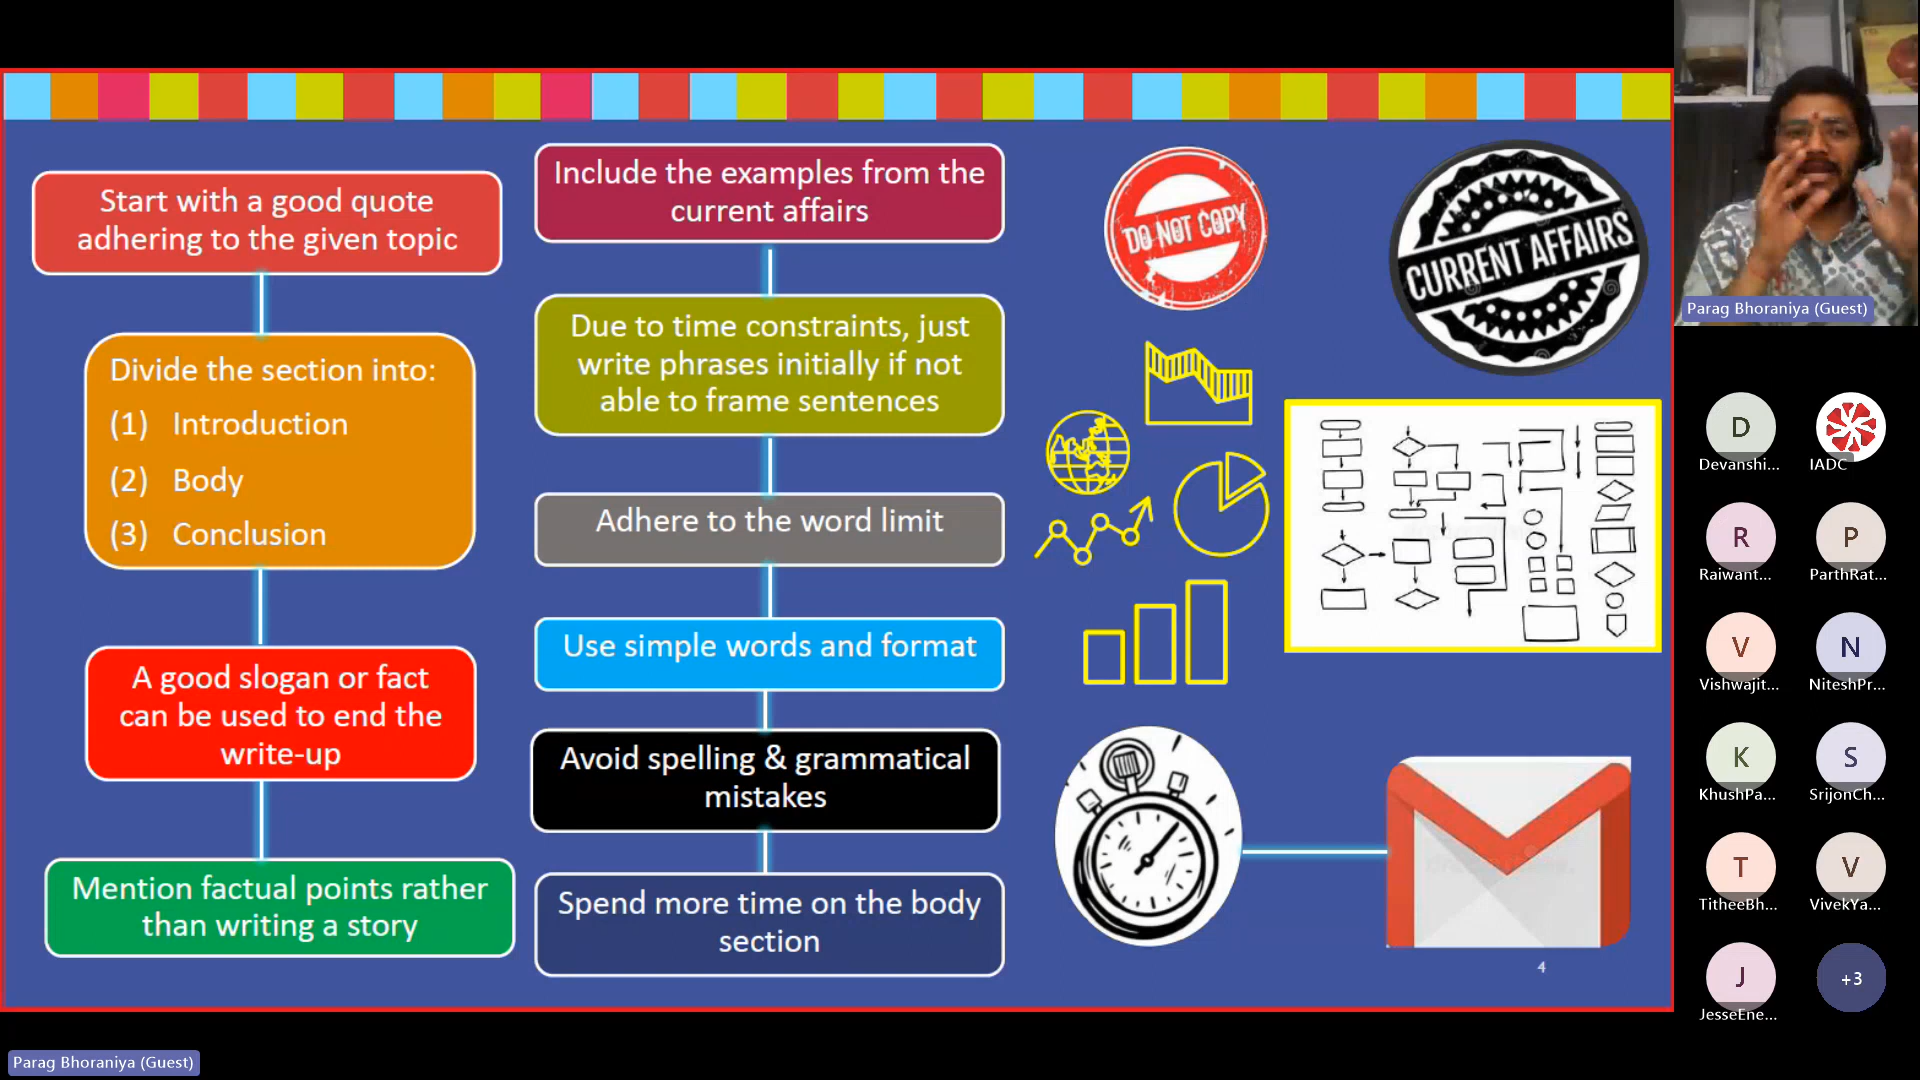 Start with a good quote
adhering to the given topic
Divide the section into:
(1) Introduction
(2) Body
(3) Conclusion
A good slogan or fact
can be used to end the
write-up
Mention factual points rather
than writing a story
Include the examples from the
current affairs
Due to time constraints, just
write phrases initially if not
able to frame sentences
Adhere to the word limit
Use simple words and format
Avoid spelling & grammatical
mistakes
Spend more time on the body
section
DO NOT COPY
CURRENT AFFAIRS
4
Parag Bhoraniya (Guest)
D
Devanshi...
IADC
R
Raiwant...
P
ParthRat...
V
Vishwajit...
N
NiteshPr...
K
KhushPa...
S
SrijonCh...
T
TitheeBh...
V
VivekYa...
J
JesseEne...
+3
Parag Bhoraniya (Guest)